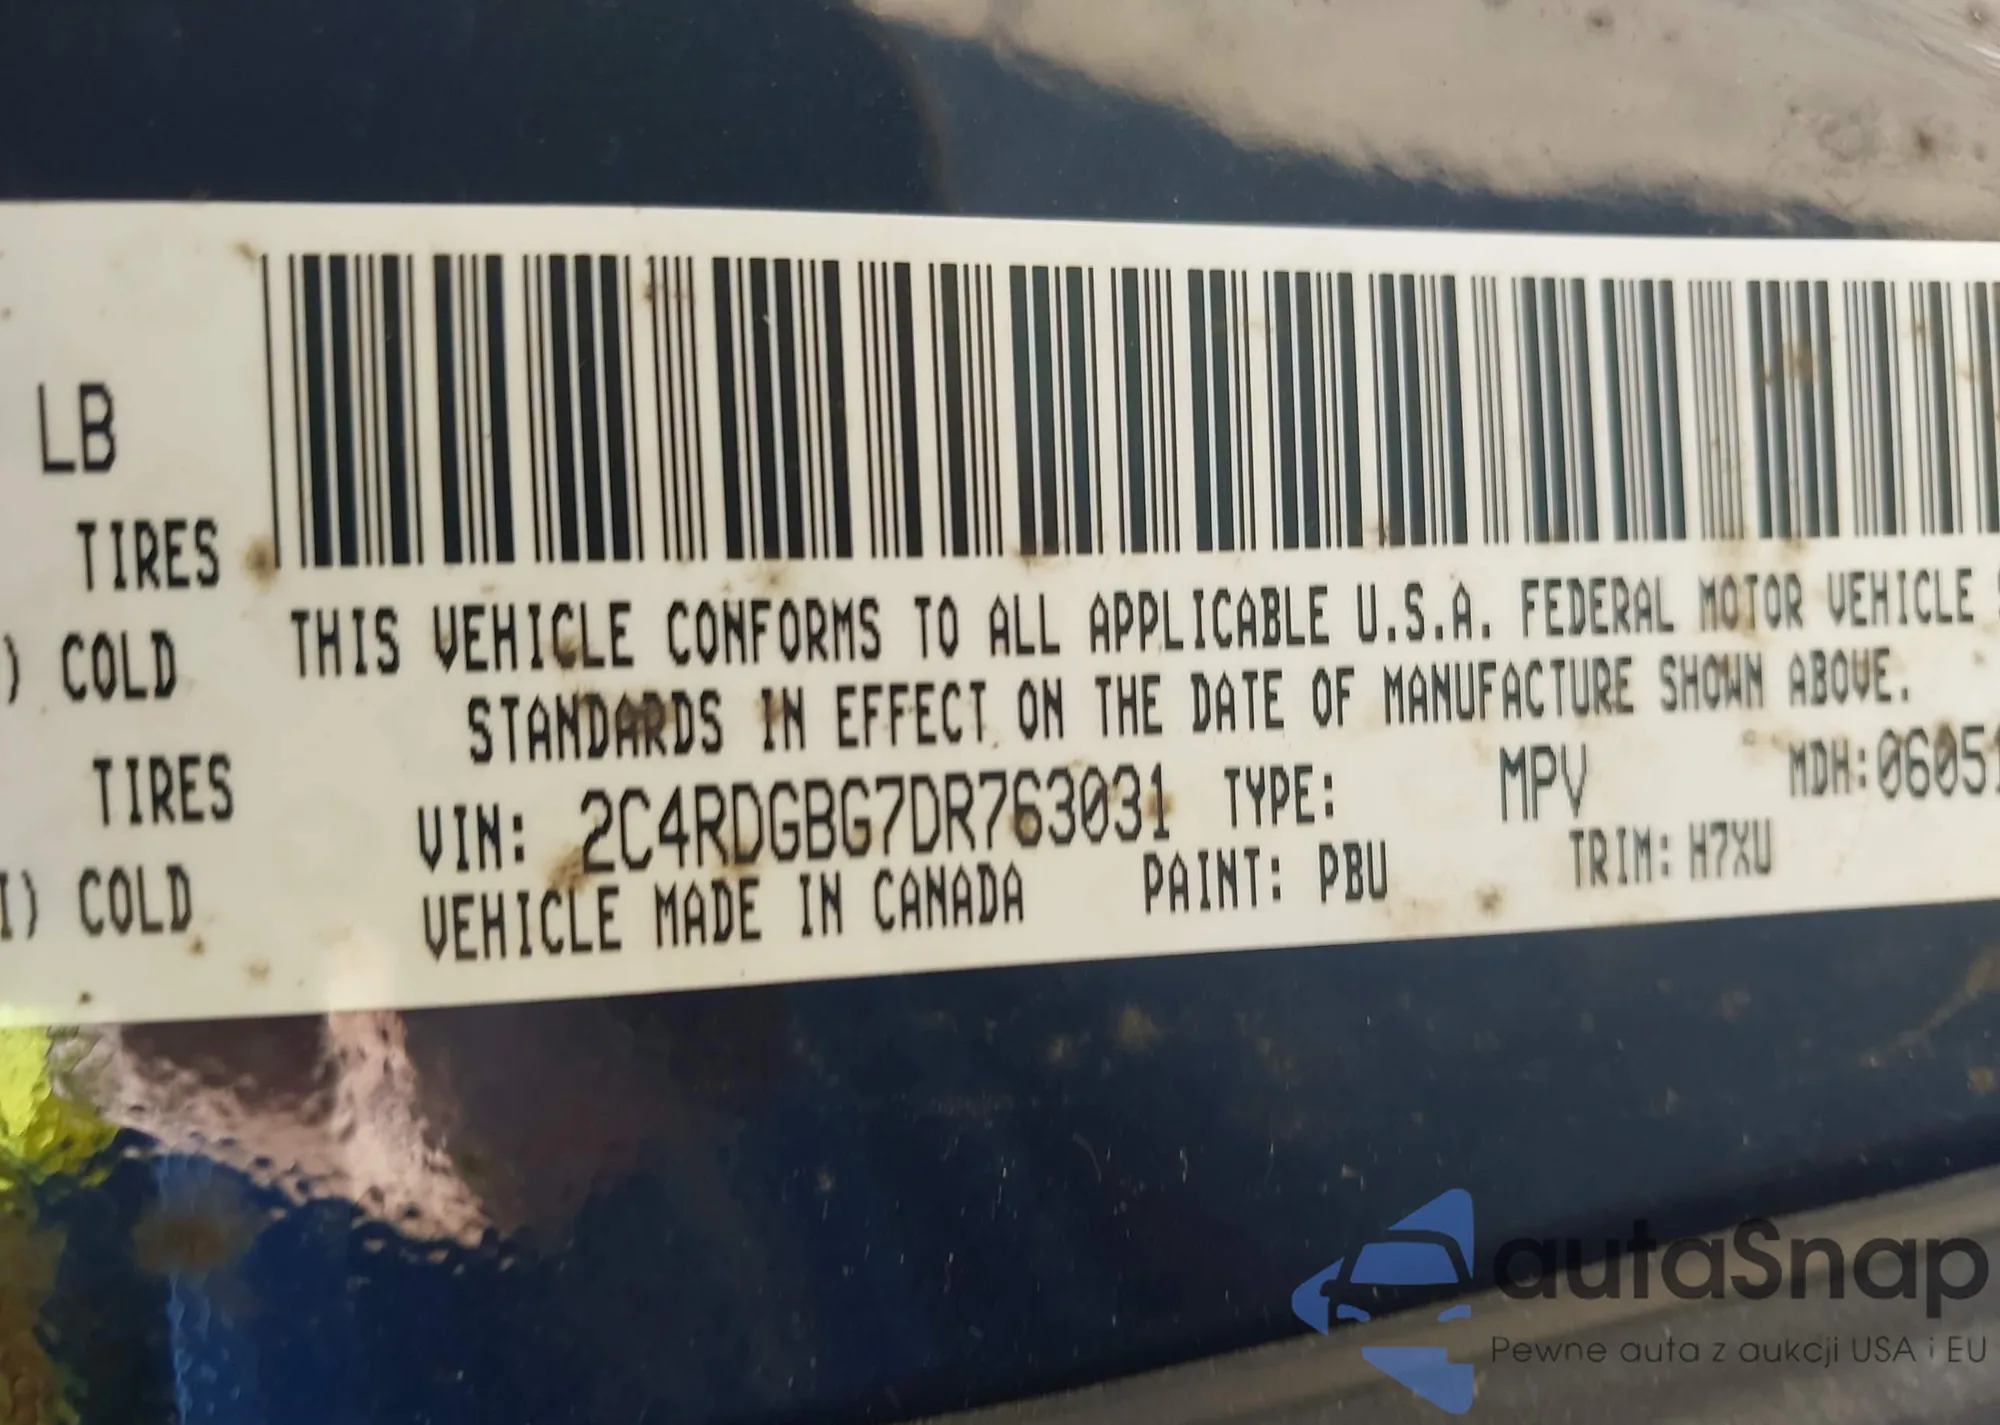 LB
TIRES
) COLD
TIRES
I) COLD
THIS VEHICLE CONFORMS TO ALL APPLICABLE U.S.A. FEDERAL MOTOR VEHICLE
STANDARDS IN EFFECT ON THE DATE OF MANUFACTURE SHOWN ABOVE.
VIN: 2C4RDGBG7DR763031 TYPE: MPV MDH:06051
VEHICLE MADE IN CANADA PAINT: PBU TRIM: H7XU
autaSnap
Pewne auta z aukcji USA i EU